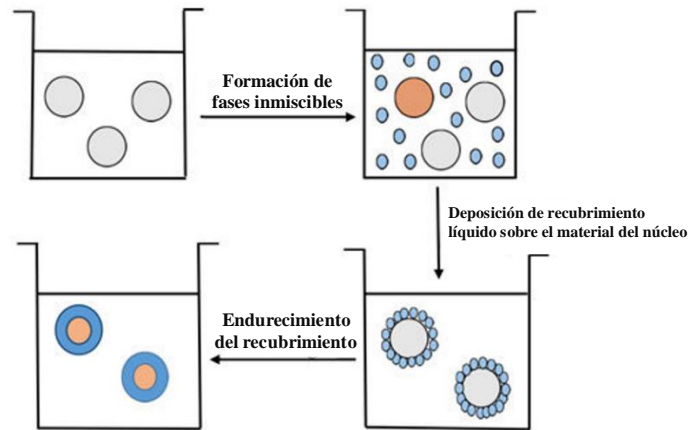 Formación de
fases inmiscibles
Deposición de recubrimiento
líquido sobre el material del núcleo
Endurecimiento
del recubrimiento